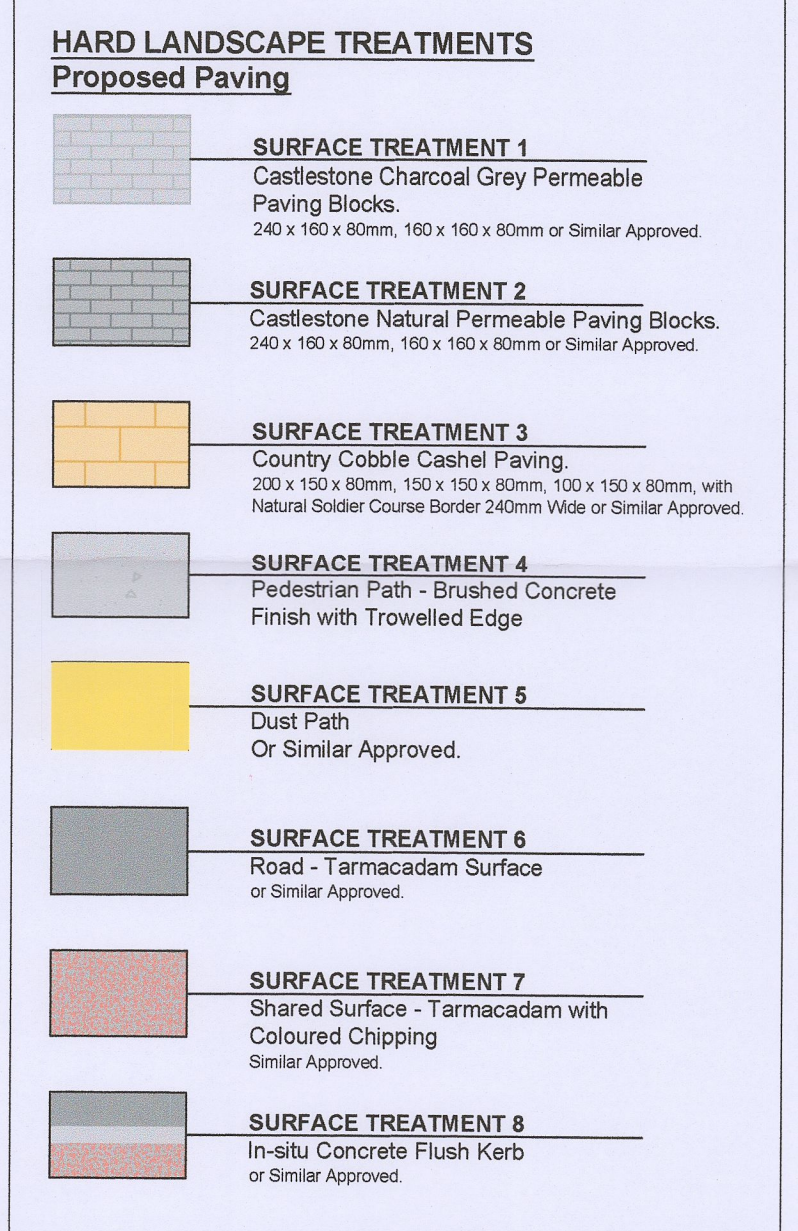 HARD LANDSCAPE TREATMENTS
Proposed Paving
SURFACE TREATMENT 1
Castlestone Charcoal Grey Permeable
Paving Blocks.
240 x 160 x 80mm, 160 x 160 x 80mm or Similar Approved.
SURFACE TREATMENT 2
Castlestone Natural Permeable Paving Blocks.
240 x 160 x 80mm, 160 x 160 x 80mm or Similar Approved.
SURFACE TREATMENT 3
Country Cobble Cashel Paving.
200 x 150 x 80mm, 150 x 150 x 80mm, 100 x 150 x 80mm, with
Natural Soldier Course Border 240mm Wide or Similar Approved.
SURFACE TREATMENT 4
Pedestrian Path - Brushed Concrete
Finish with Trowelled Edge
SURFACE TREATMENT 5
Dust Path
Or Similar Approved.
SURFACE TREATMENT 6
Road - Tarmacadam Surface
or Similar Approved.
SURFACE TREATMENT 7
Shared Surface - Tarmacadam with
Coloured Chipping
Similar Approved.
SURFACE TREATMENT 8
In-situ Concrete Flush Kerb
or Similar Approved.